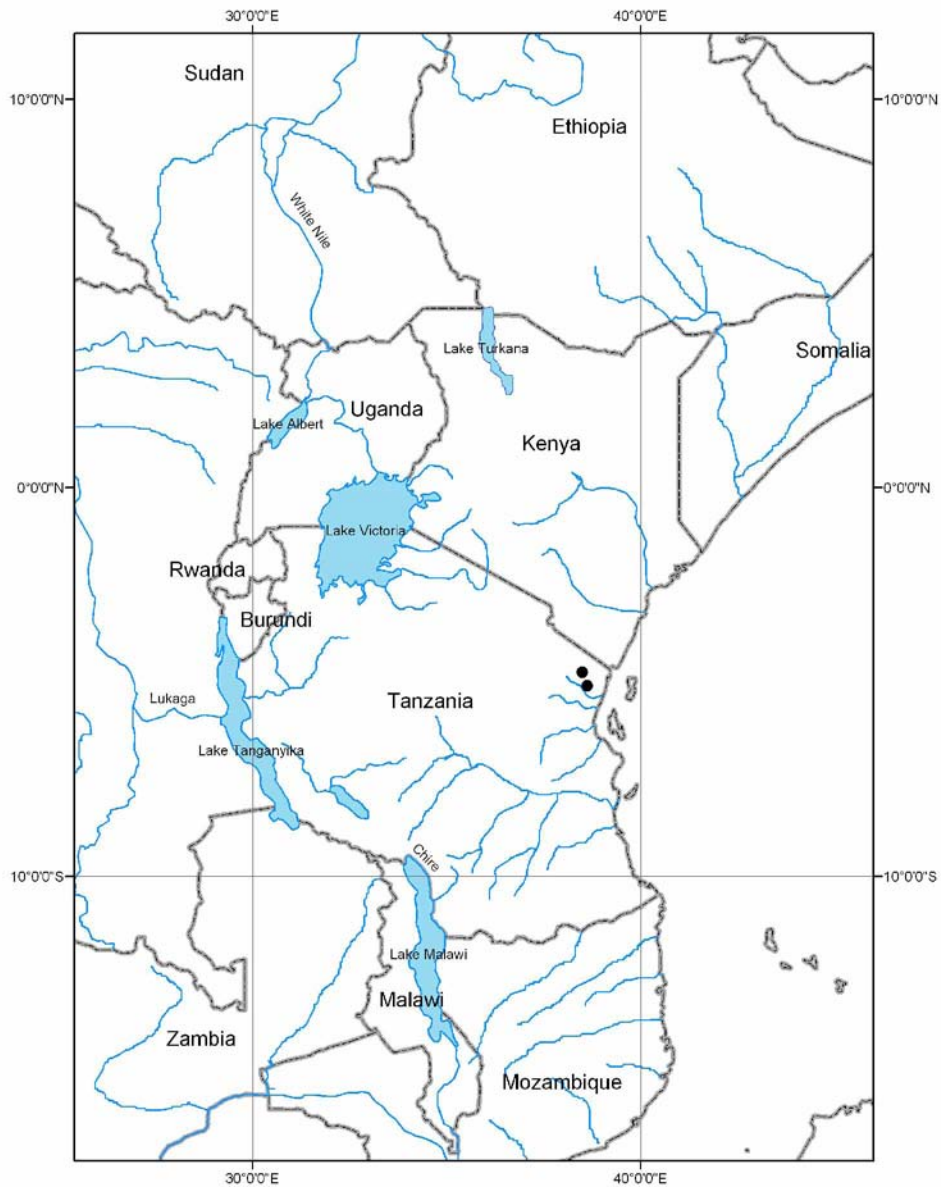 30°0'0"E 40°0'0"E
Sudan
10°0'0"N 10°0'0"N
Ethiopia
White Nile
Lake Turkana Somalia
Uganda
Lake Albert
Kenya
0°0'0"N 0°0'0"N
Lake Victoria
Rwanda
Burundi
Lukaga Tanzania
Lake Tanganyika
Chire
10°0'0"S 10°0'0"S
Lake Malawi
Malawi
Zambia
Mozambique
30°0'0"E 40°0'0"E